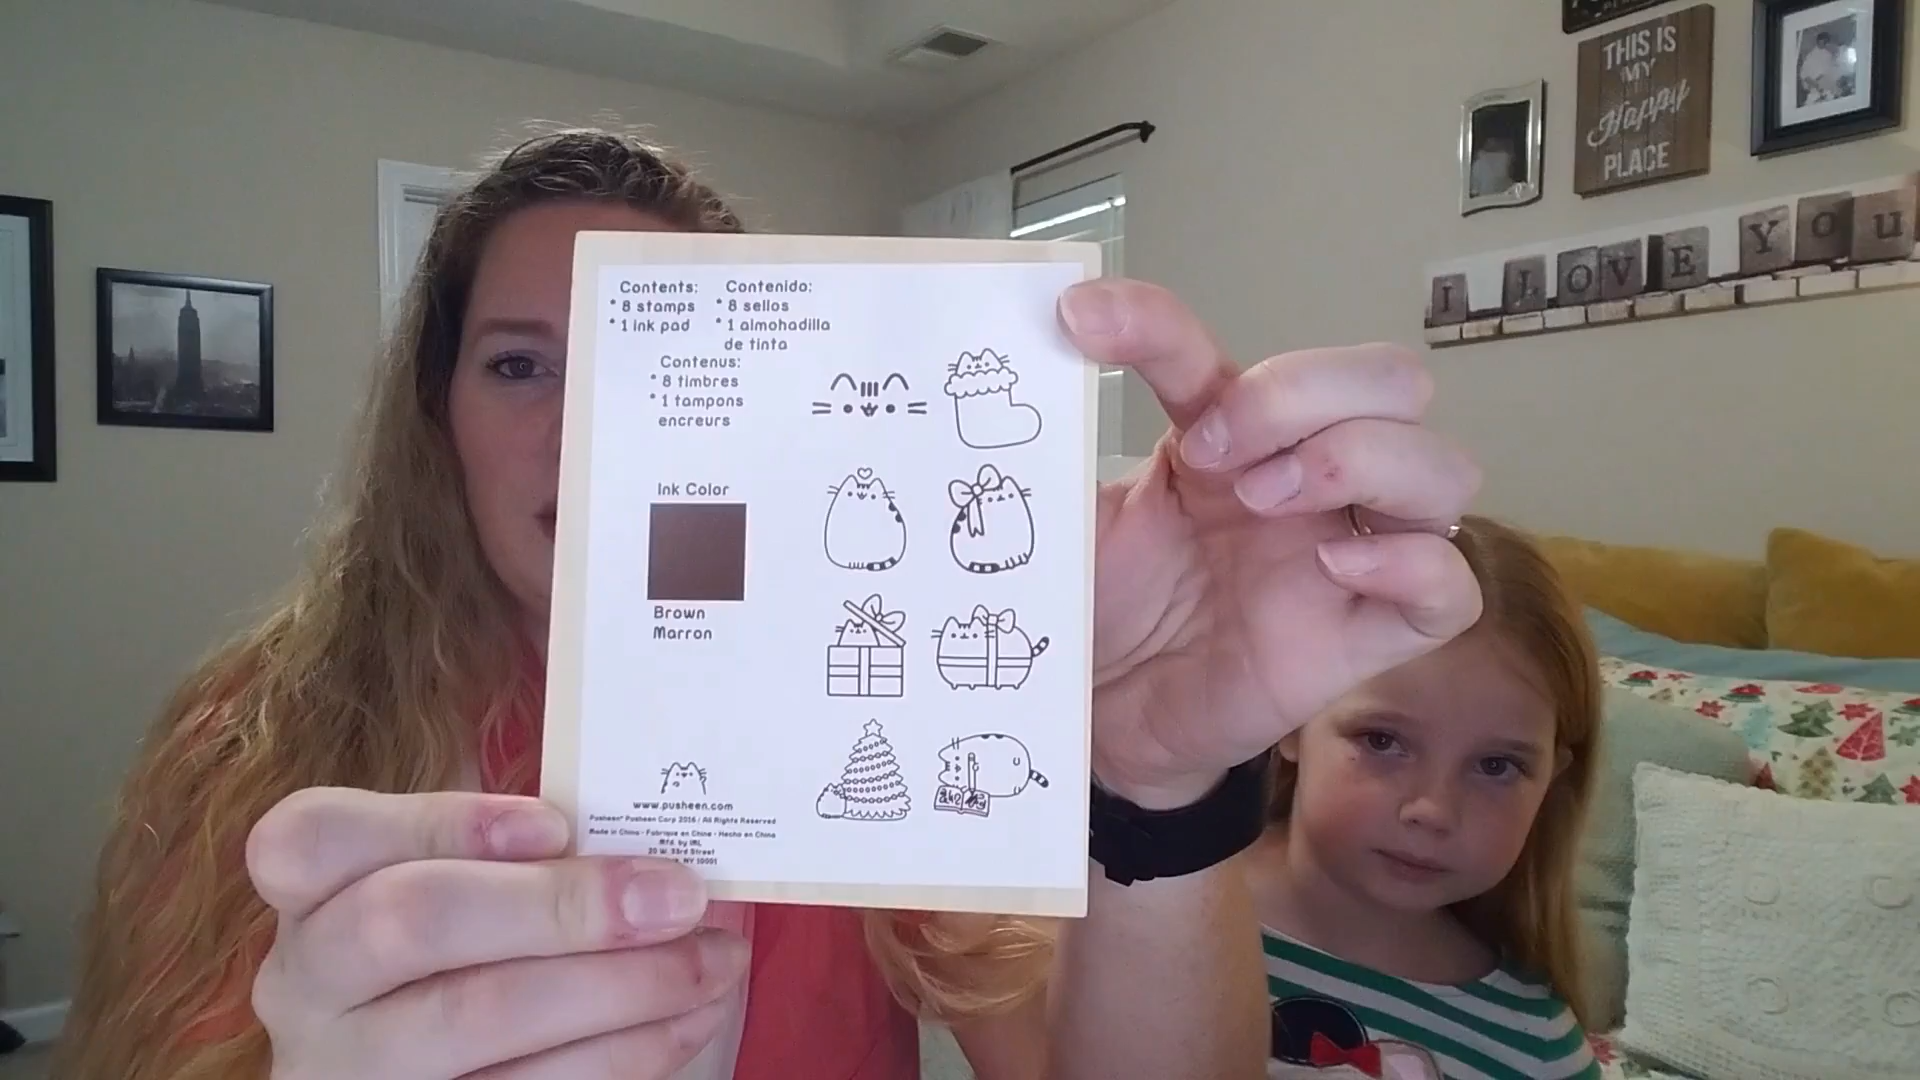 Contents:
* 8 stamps
* 1 ink pad
Contenido:
* 8 sellos
* 1 almohadilla
de tinta
Contenus:
* 8 timbres
* 1 tampons
encreurs
Ink Color
Brown
Marron
www.pusheen.com
Pusheen® Pusheen Corp 2016 / All Rights Reserved
Made in China - Fabriqué en Chine - Hecho en China
Mfd. by IML
20 W. 33rd Street
NY 10001
THIS IS
MY
Happy
PLACE
I LOVE YOU